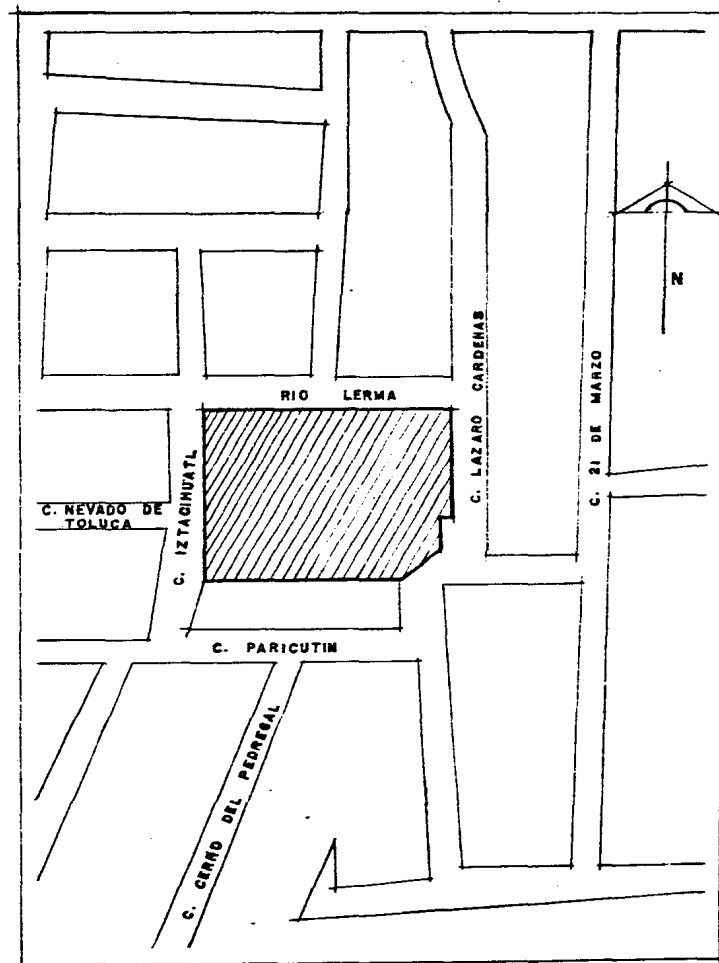 N
RIO LERMA
C. LAZARO CARDENAS
C. 21 DE MARZO
C. IZTACIHUATL
C. NEVADO DE
TOLUCA
C. PARICUTIN
C. CERRO DEL PEDREGAL